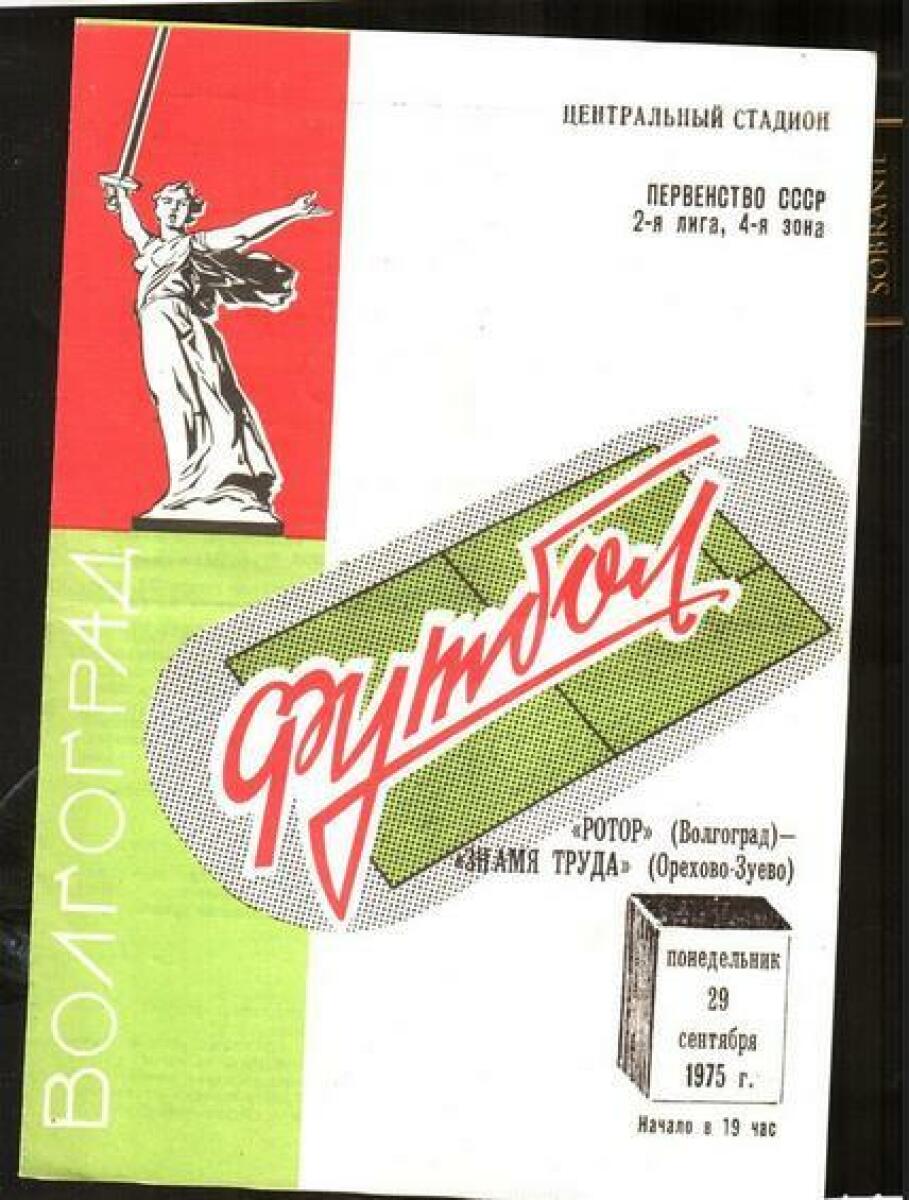 ЦЕНТРАЛЬНЫЙ СТАДИОН
ПЕРВЕНСТВО СССР
2-я лига, 4-я зона
SOBRANIE
ВОЛГОГРАД
Футбол
«РОТОР» (Волгоград)—
«ЗНАМЯ ТРУДА» (Орехово-Зуево)
понедельник
29
сентября
1975 г.
Начало в 19 час